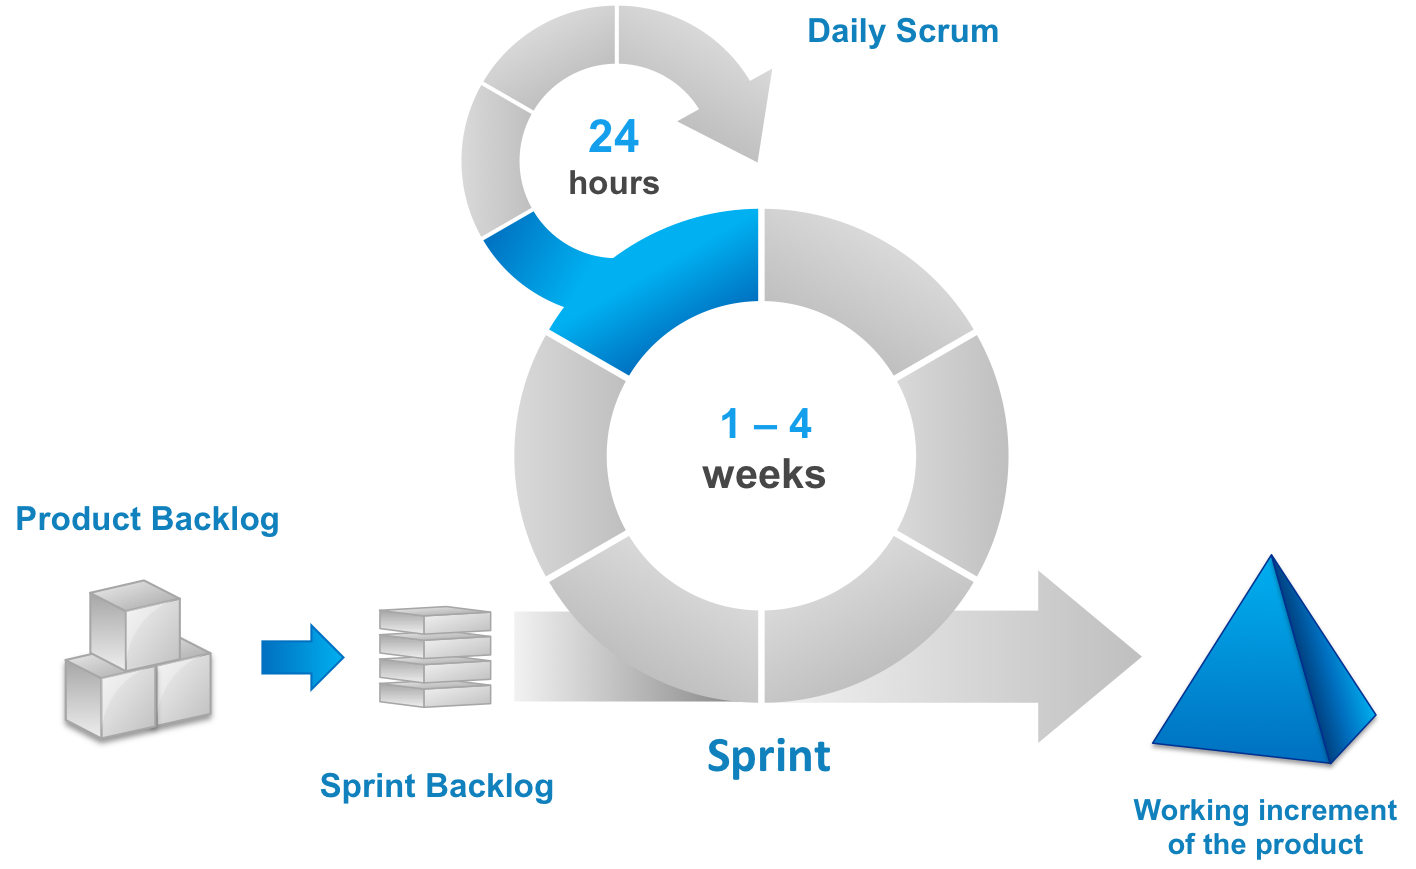 Daily Scrum
24
hours
1 – 4
weeks
Product Backlog
Sprint
Sprint Backlog
Working increment
of the product